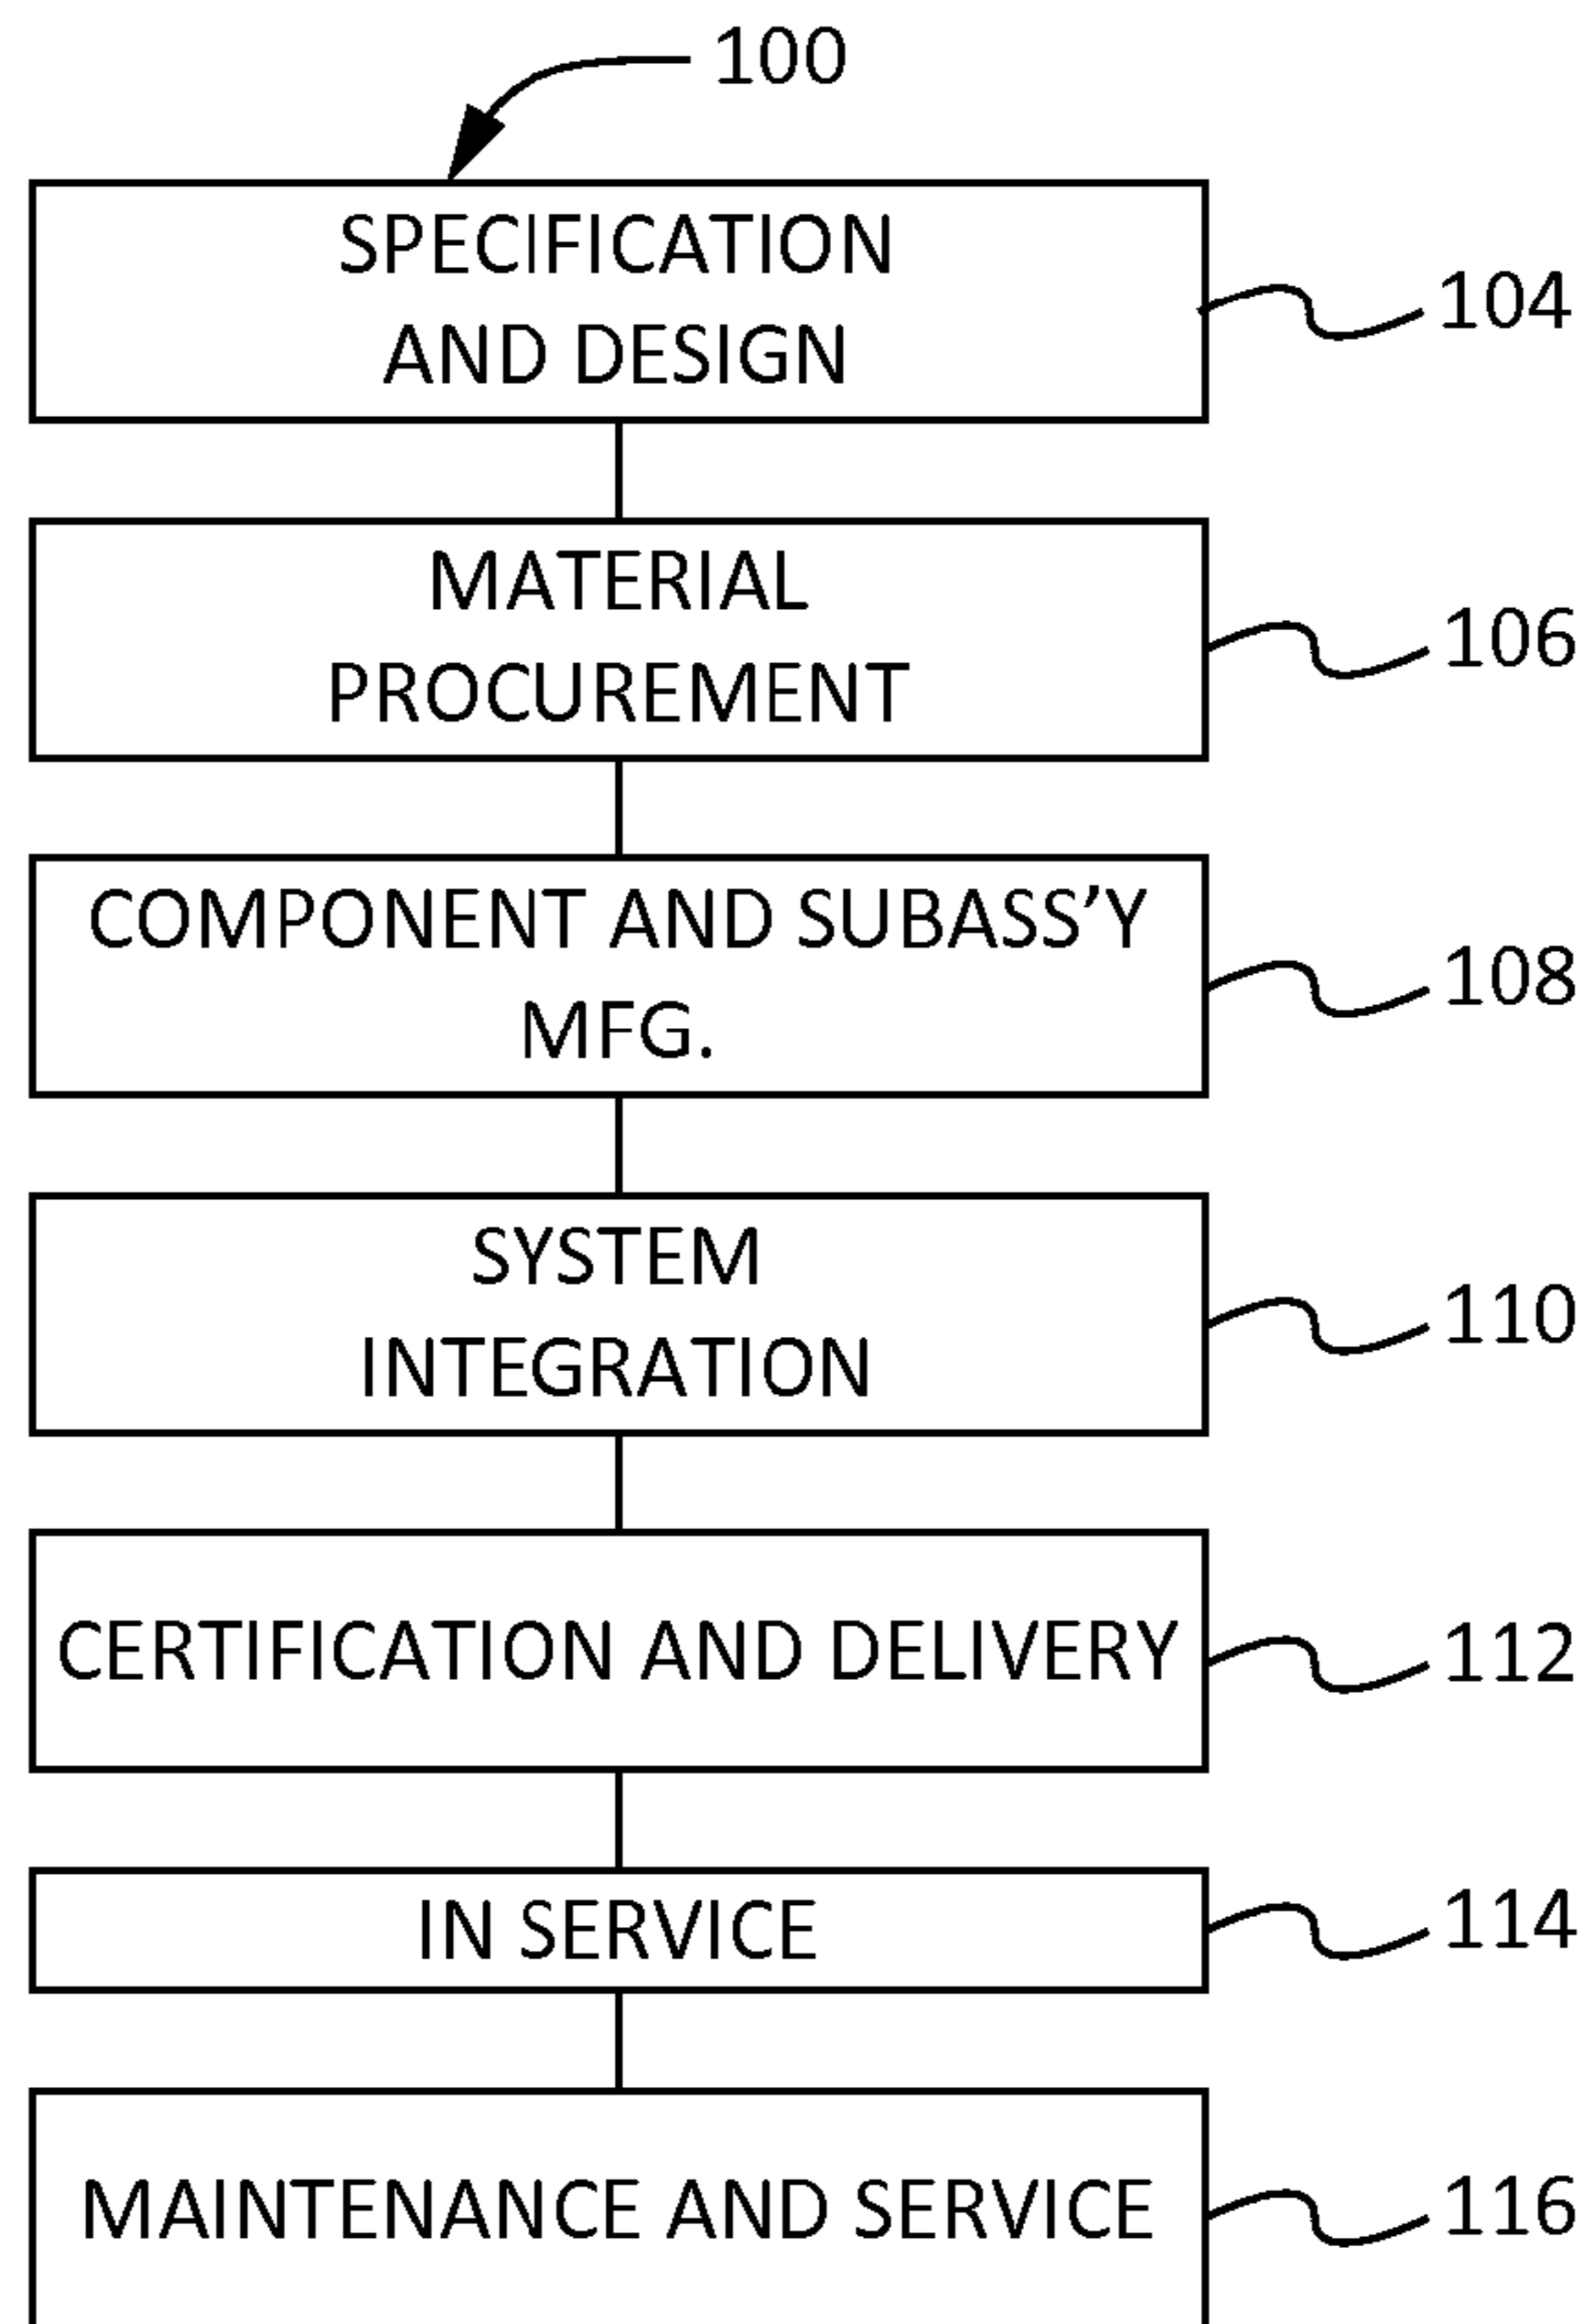 100
SPECIFICATION
AND DESIGN
104
MATERIAL
PROCUREMENT
106
COMPONENT AND SUBASS’Y
MFG.
108
SYSTEM
INTEGRATION
110
CERTIFICATION AND DELIVERY
112
IN SERVICE
114
MAINTENANCE AND SERVICE
116